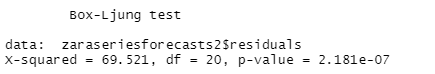 Box-Ljung test
data:  zaraseriesforecasts2$residuals
X-squared = 69.521, df = 20, p-value = 2.181e-07